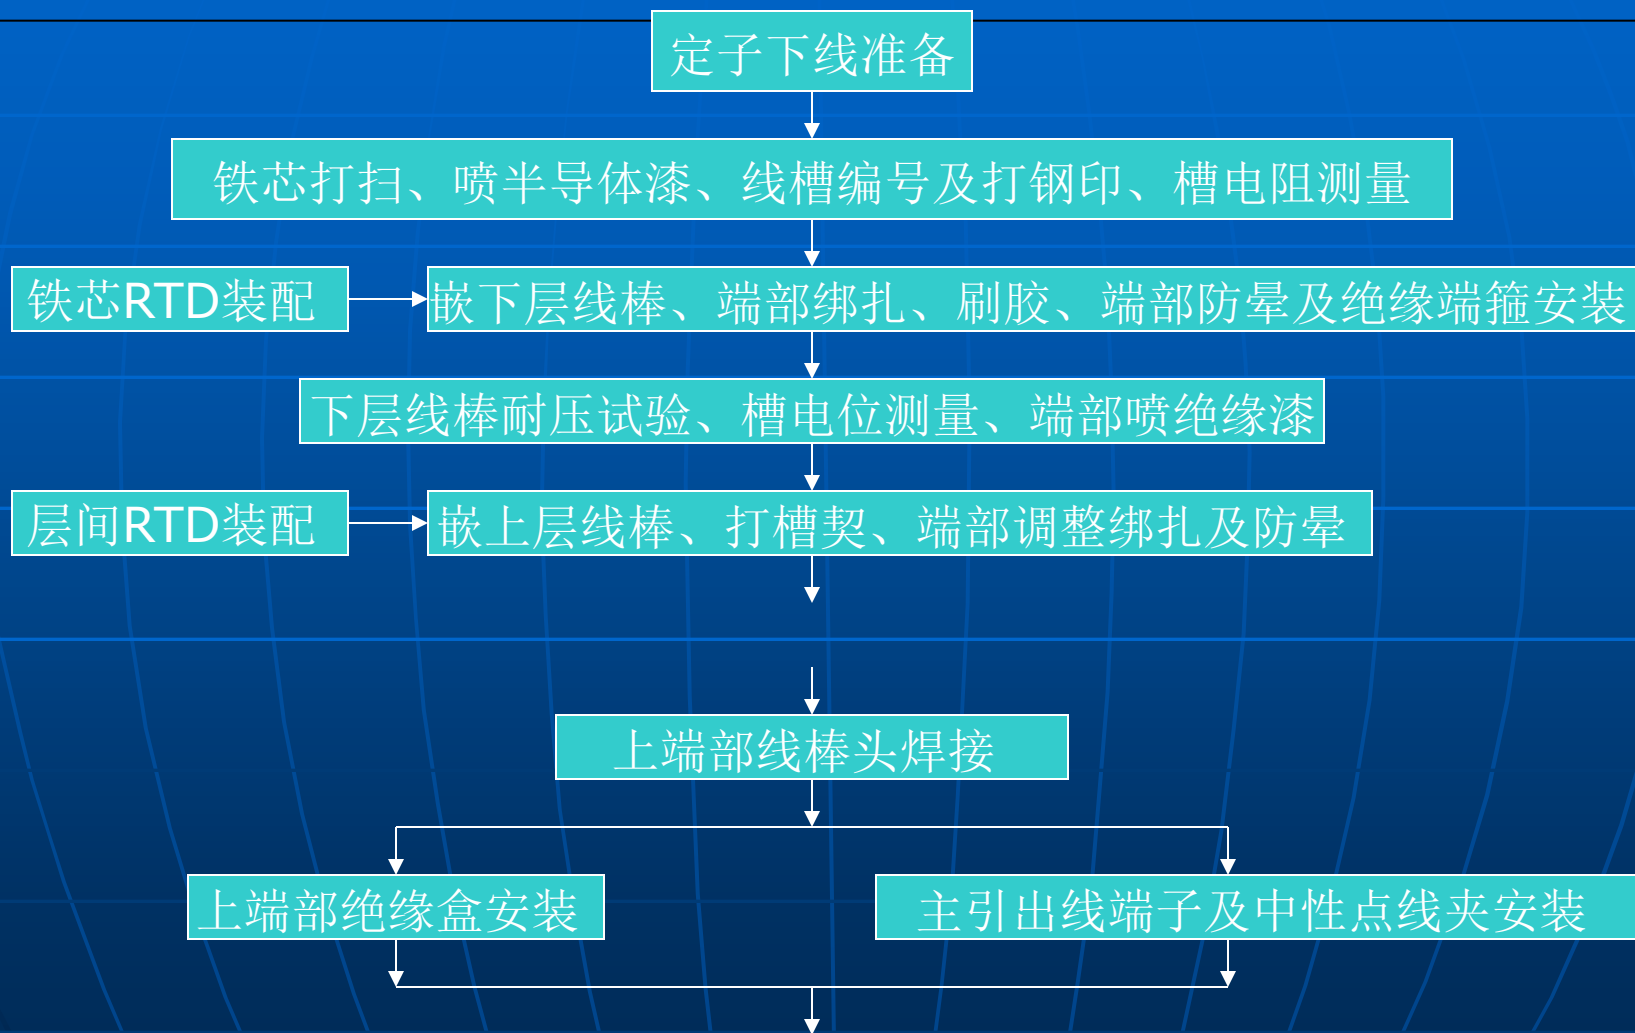 定子下线准备
铁芯打扫、喷半导体漆、线槽编号及打钢印、槽电阻测量
铁芯RTD装配
嵌下层线棒、端部绑扎、刷胶、端部防晕及绝缘端箍安装
下层线棒耐压试验、槽电位测量、端部喷绝缘漆
层间RTD装配
嵌上层线棒、打槽契、端部调整绑扎及防晕
上端部线棒头焊接
上端部绝缘盒安装
主引出线端子及中性点线夹安装